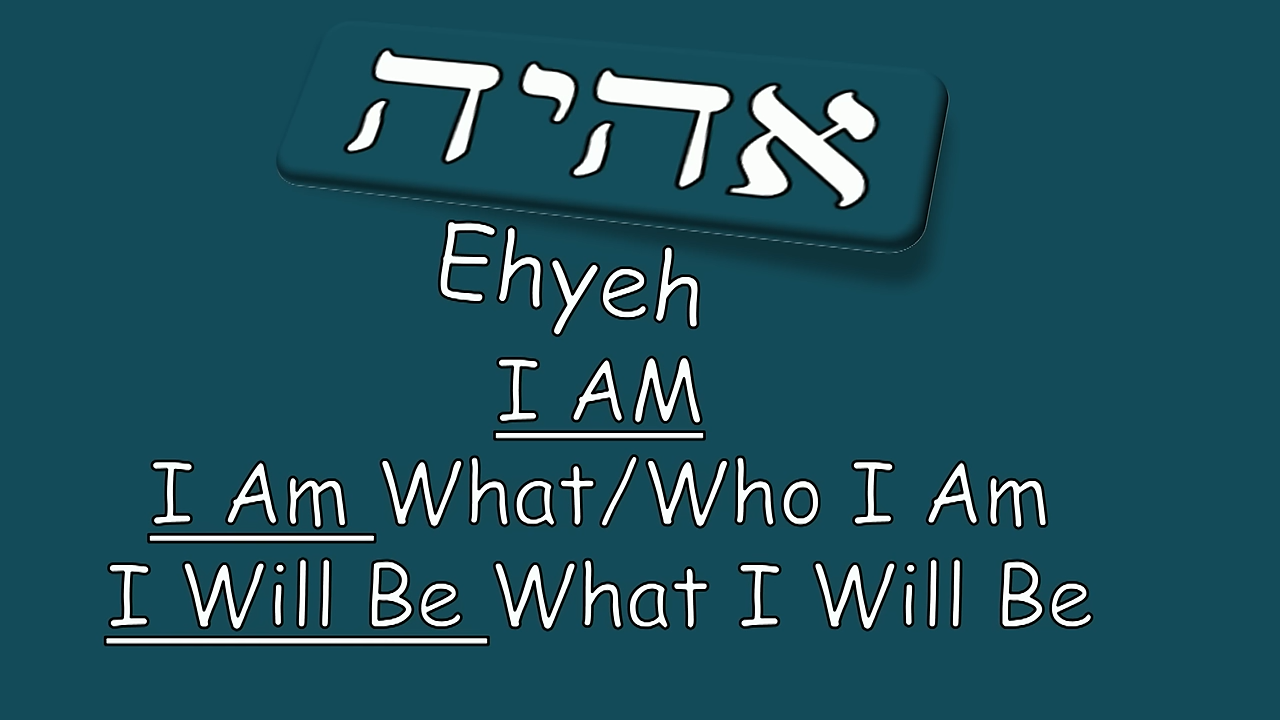 אהיה
Ehyeh
I AM
I Am What/Who I Am
I Will Be What I Will Be